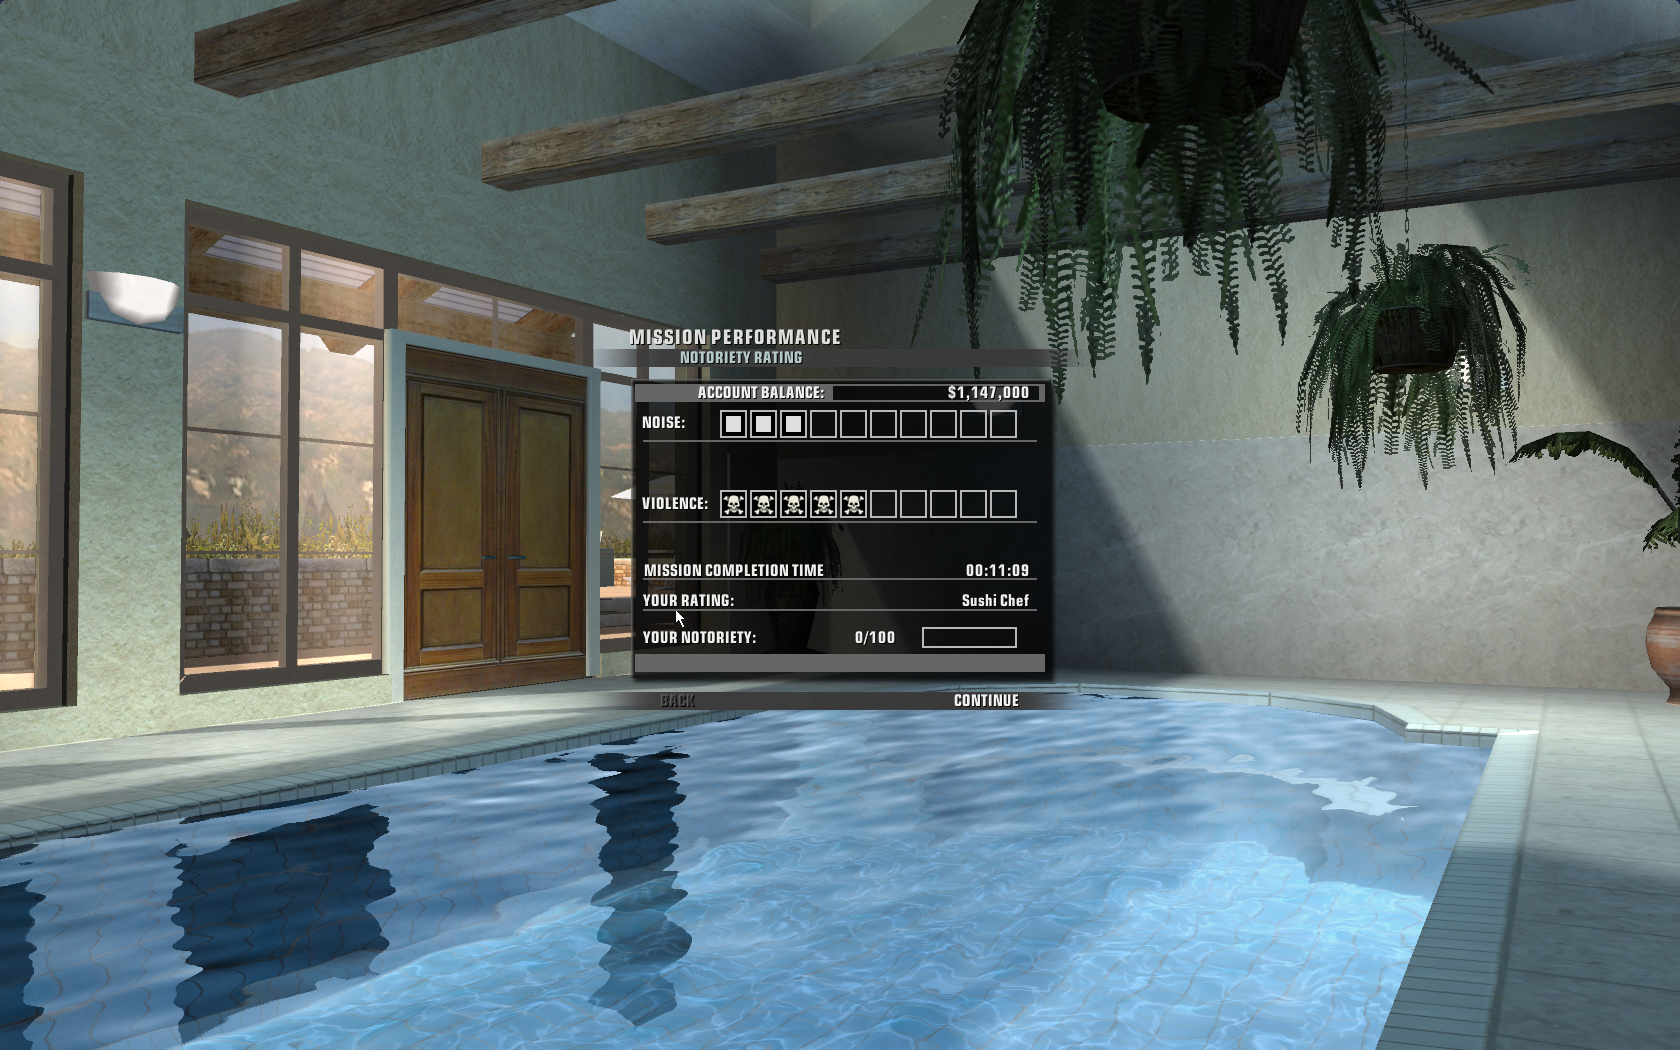 MISSION PERFORMANCE
NOTORIETY RATING
ACCOUNT BALANCE: $1,147,000
NOISE:
VIOLENCE:
MISSION COMPLETION TIME 00:11:09
YOUR RATING: Sushi Chef
YOUR NOTORIETY: 0/100
BACK CONTINUE